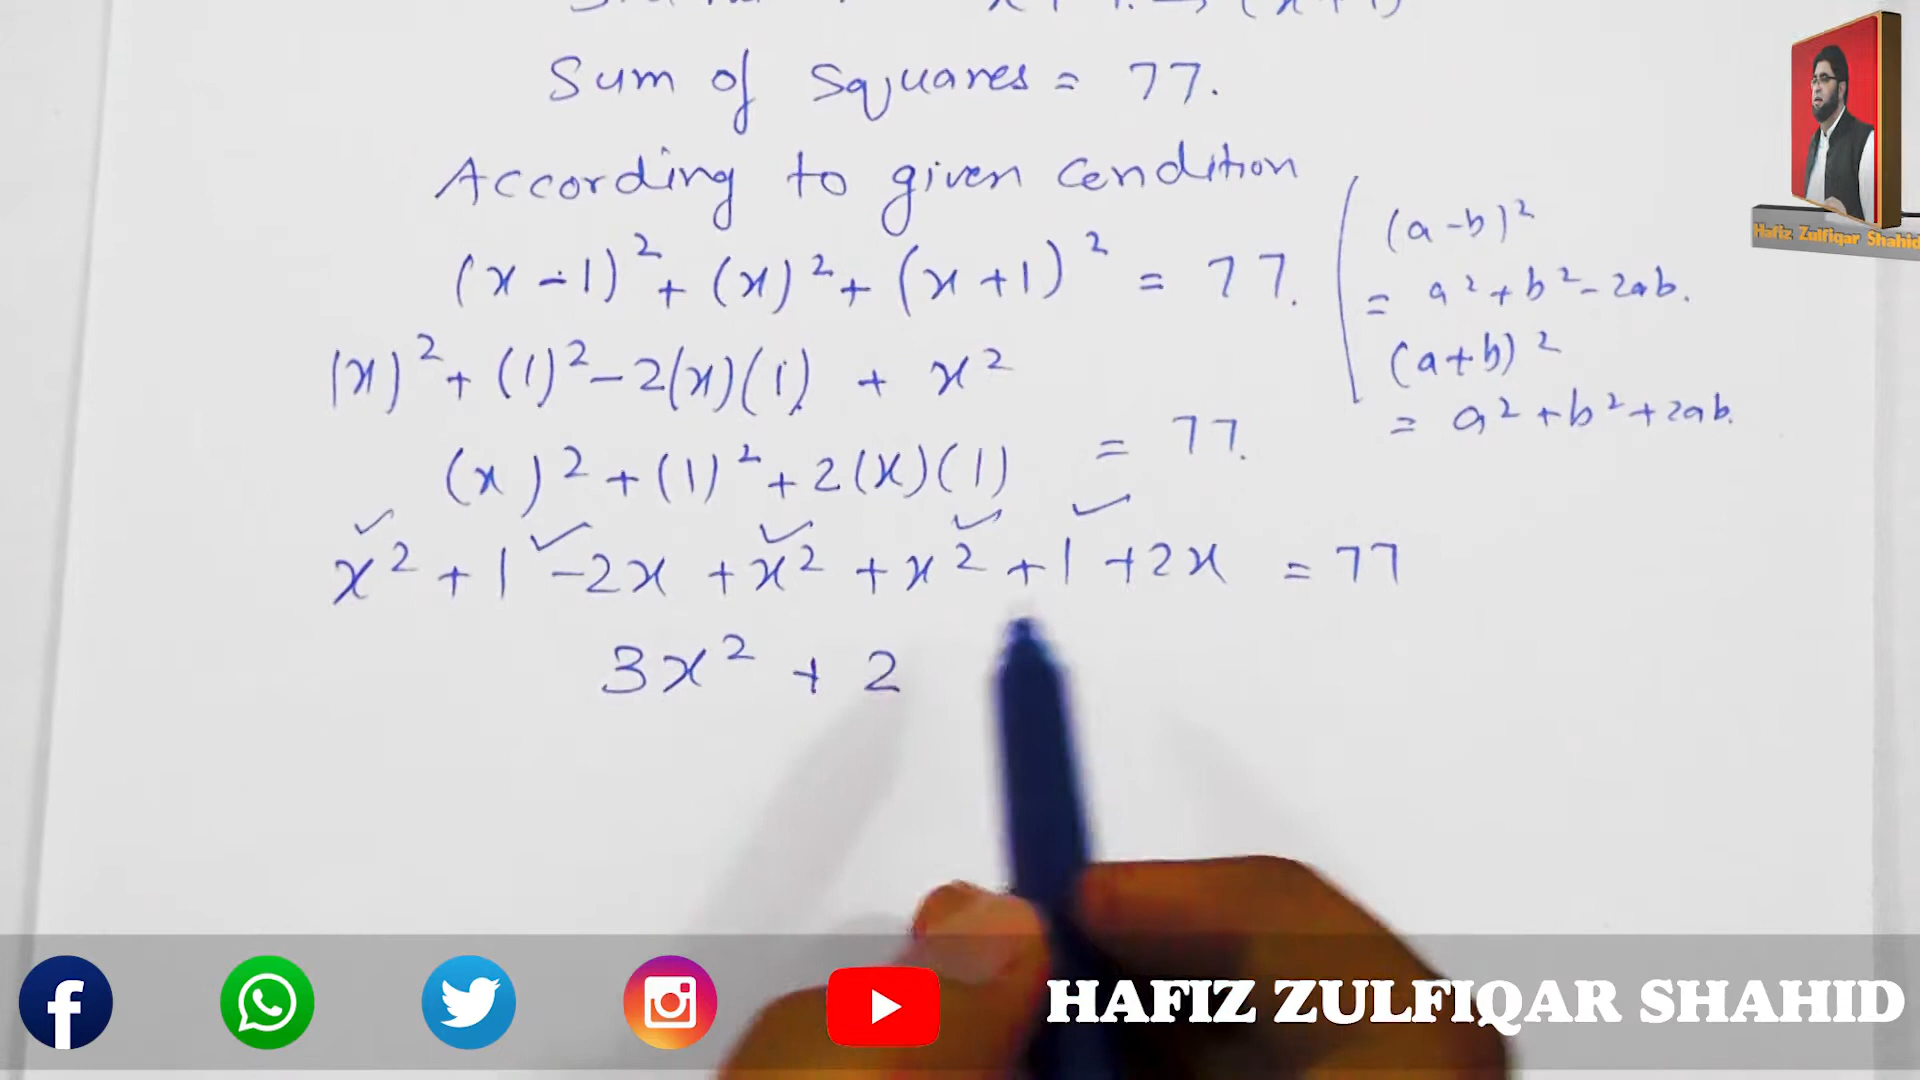 Sum of Squares = 77.
According to given Condition
(x-1)² + (x)² + (x+1)² = 77.
(x)² + (1)² - 2(x)(1) + x²
(x)² + (1)² + 2(x)(1) = 77.
x² + 1 - 2x + x² + x² + 1 + 2x = 77
3x² + 2
(a-b)²
= a² + b² - 2ab.
(a+b)²
= a² + b² + 2ab.
Hafiz Zulfiqar Shahid
HAFIZ ZULFIQAR SHAHID